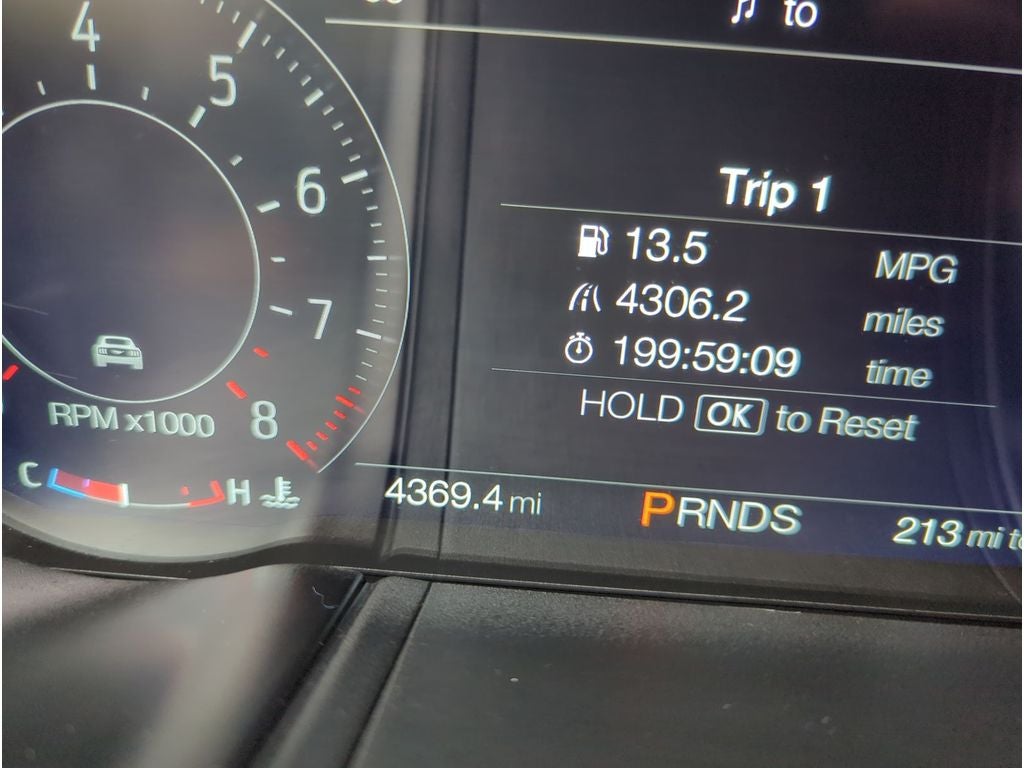 to
4
5
6
7
8
RPM x1000
C H
Trip 1
13.5 MPG
4306.2 miles
199:59:09 time
HOLD OK to Reset
4369.4 mi
PRNDS
213 mi to